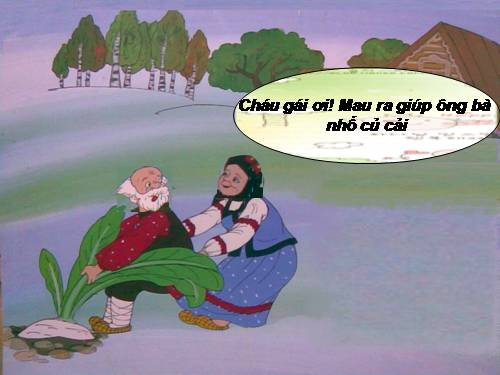 Cháu gái ơi! Mau ra giúp ông bà
nhổ củ cải